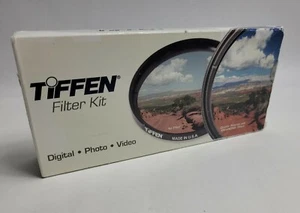 TiFFEN®
Filter Kit
Digital • Photo • Video
TIFFEN
MADE IN U.S.A.